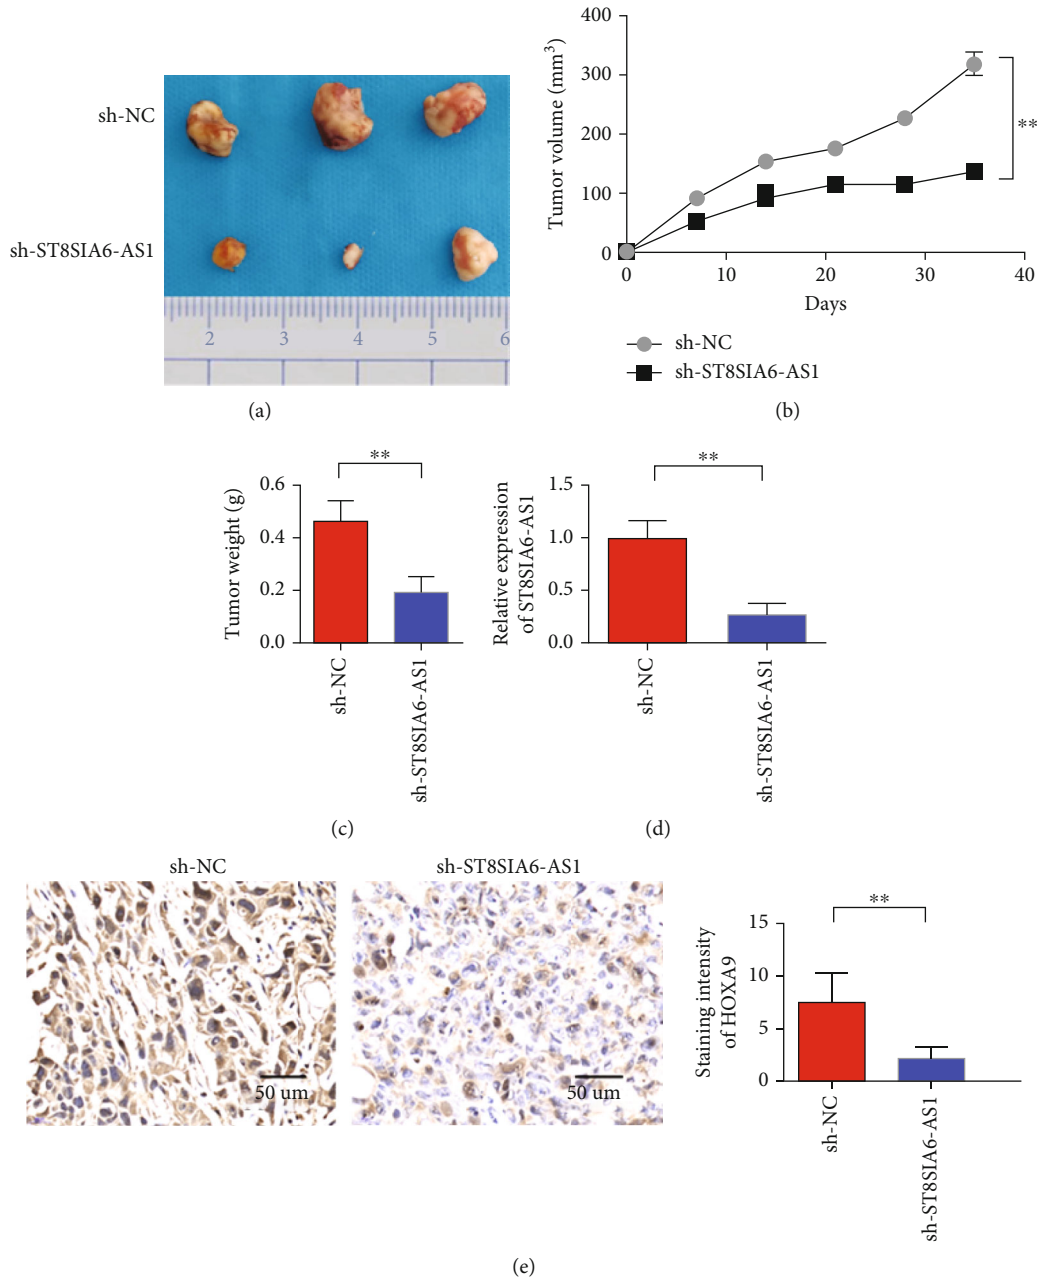 sh-NC
sh-ST8SIA6-AS1
2 3 4 5 6
(a)
Tumor volume (mm³)
400
300
200
100
0
0 10 20 30 40
Days
**
sh-NC
sh-ST8SIA6-AS1
(b)
Tumor weight (g)
0.6
0.4
0.2
0.0
**
sh-NC
sh-ST8SIA6-AS1
(c)
Relative expression
of ST8SIA6-AS1
1.5
1.0
0.5
0.0
**
sh-NC
sh-ST8SIA6-AS1
(d)
sh-NC
50 um
sh-ST8SIA6-AS1
50 um
Staining intensity
of HOXA9
15
10
5
0
**
sh-NC
sh-ST8SIA6-AS1
(e)